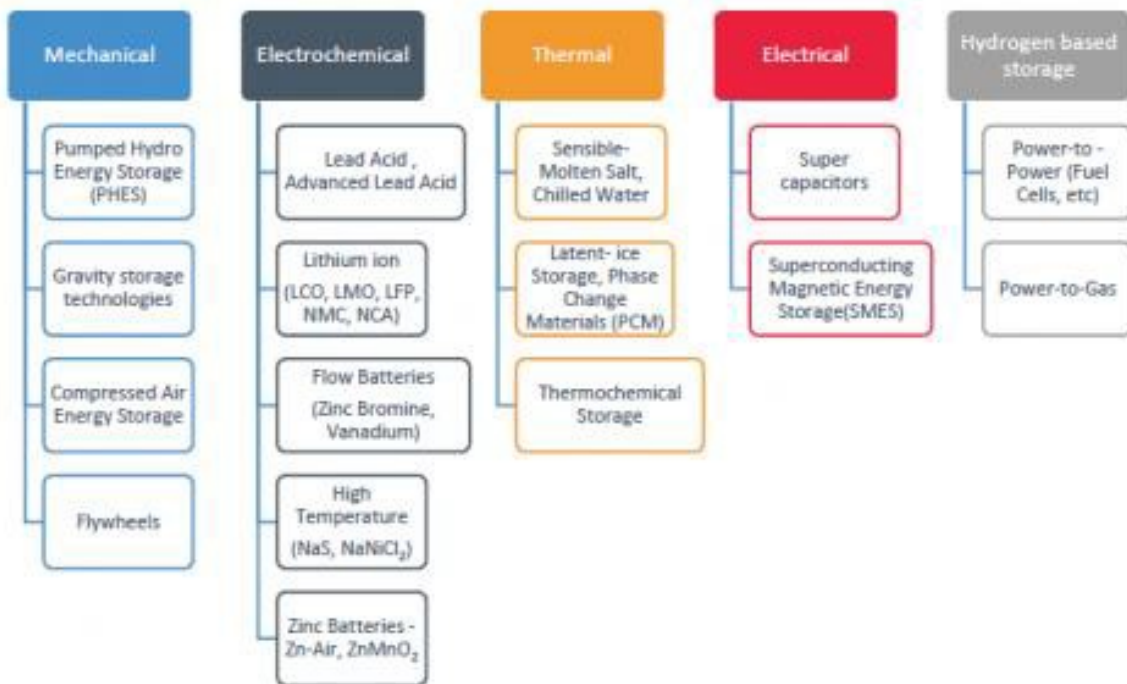 Mechanical
Pumped Hydro
Energy Storage
(PHES)
Gravity storage
technologies
Compressed Air
Energy Storage
Flywheels
Electrochemical
Lead Acid ,
Advanced Lead Acid
Lithium ion
(LCO, LMO, LFP,
NMC, NCA)
Flow Batteries
(Zinc Bromine,
Vanadium)
High
Temperature
(NaS, NaNiCl₂)
Zinc Batteries -
Zn-Air, ZnMnO₂
Thermal
Sensible-
Molten Salt,
Chilled Water
Latent- ice
Storage, Phase
Change
Materials (PCM)
Thermochemical
Storage
Electrical
Super
capacitors
Superconducting
Magnetic Energy
Storage(SMES)
Hydrogen based
storage
Power-to -
Power (Fuel
Cells, etc)
Power-to-Gas